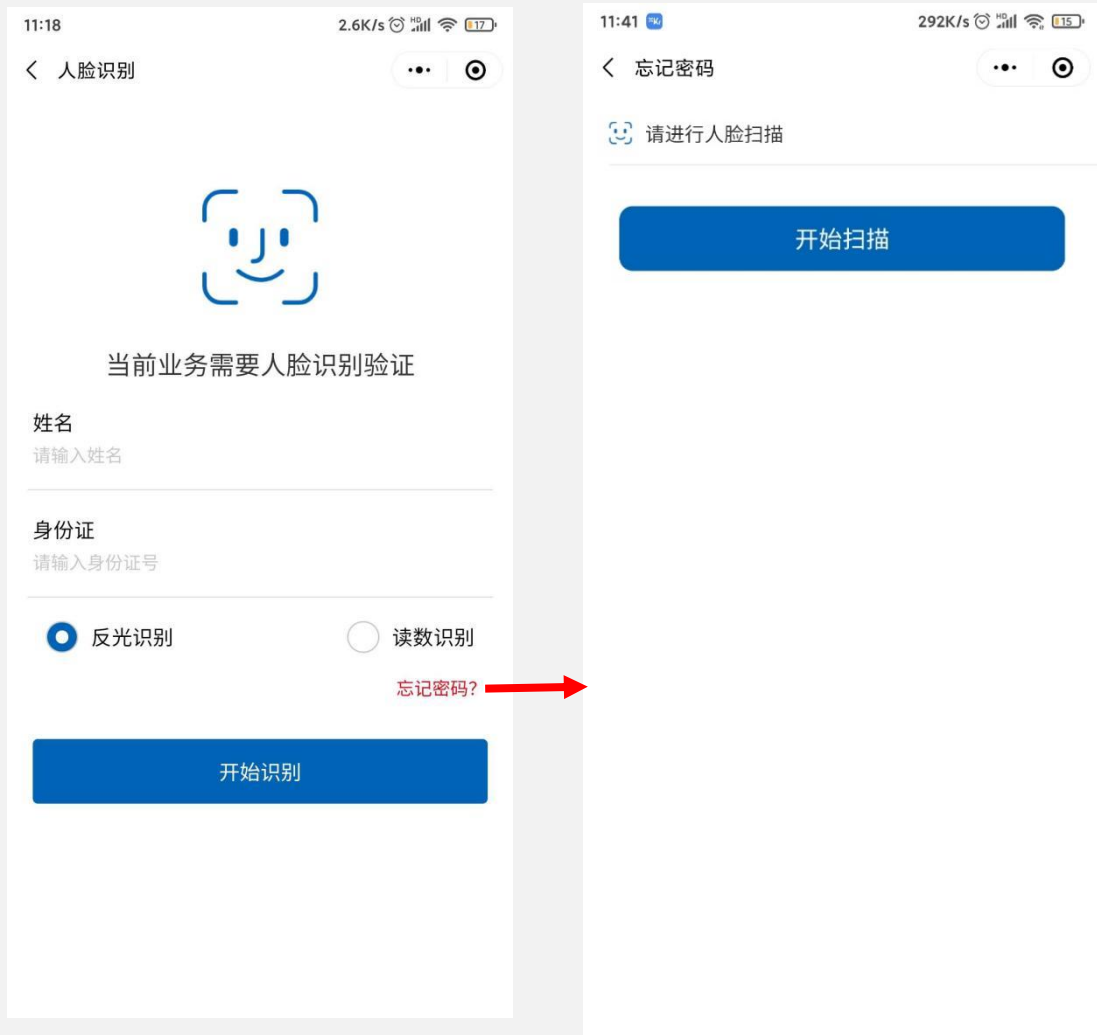 11:18 2.6K/s HD 17
人脸识别
当前业务需要人脸识别验证
姓名
请输入姓名
身份证
请输入身份证号
反光识别 读数识别
忘记密码?
开始识别
11:41 292K/s HD 15
忘记密码
请进行人脸扫描
开始扫描